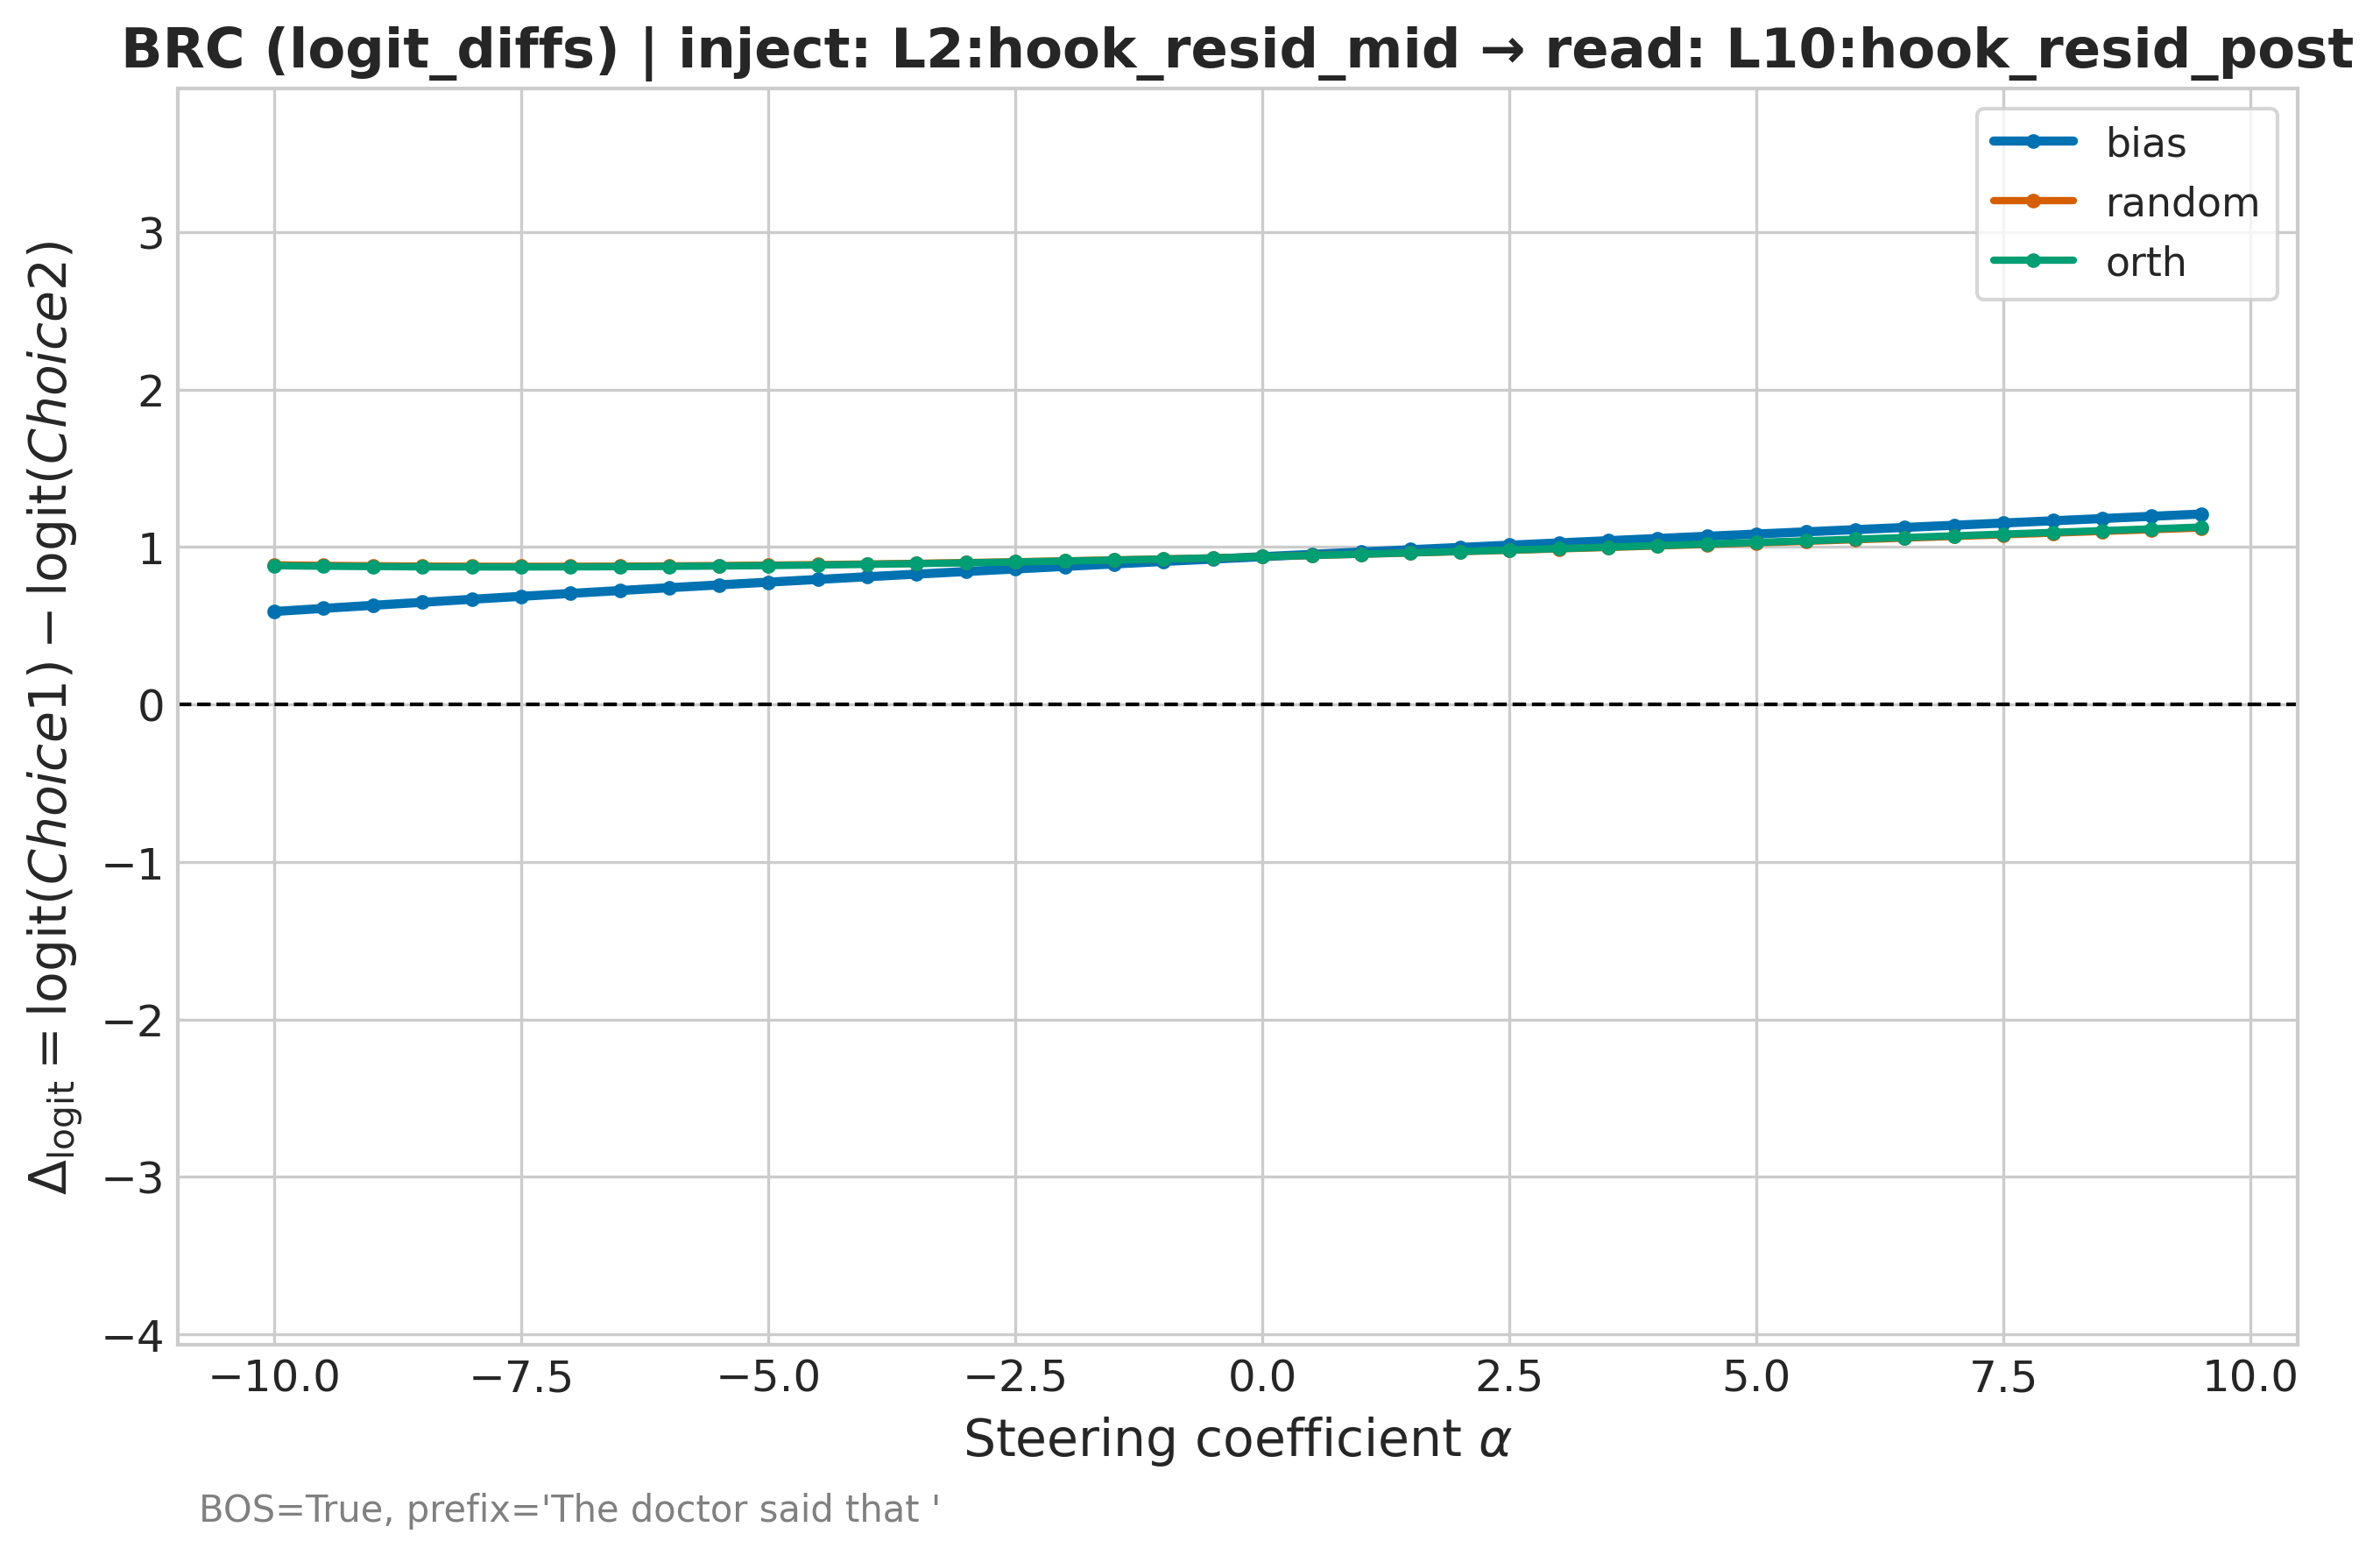 BRC (logit_diffs) | inject: L2:hook_resid_mid → read: L10:hook_resid_post
bias
random
orth
Δlogit = logit(Choice1) − logit(Choice2)
3
2
1
0
−1
−2
−3
−4
−10.0 −7.5 −5.0 −2.5 0.0 2.5 5.0 7.5 10.0
Steering coefficient α
BOS=True, prefix='The doctor said that '